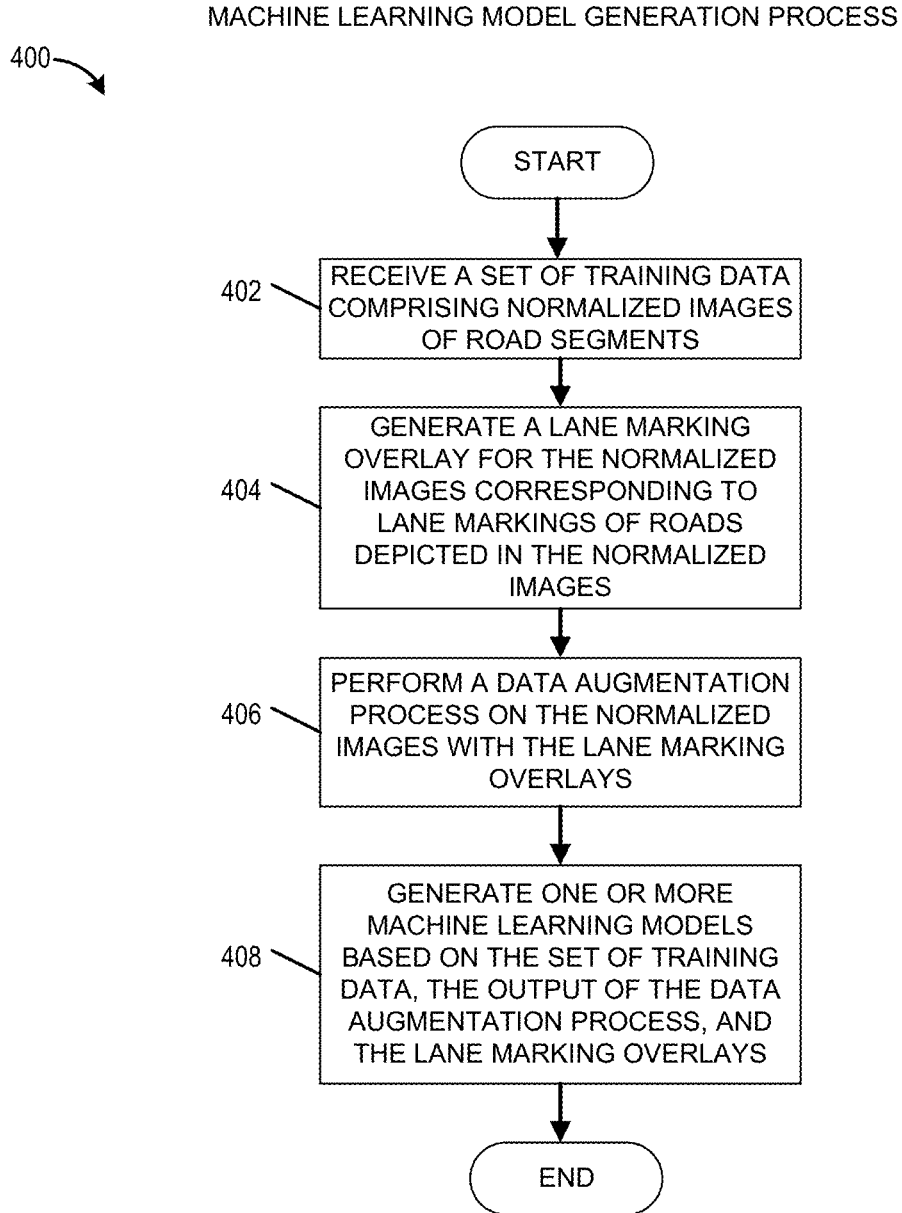 MACHINE LEARNING MODEL GENERATION PROCESS
400
START
402
RECEIVE A SET OF TRAINING DATA
COMPRISING NORMALIZED IMAGES
OF ROAD SEGMENTS
404
GENERATE A LANE MARKING
OVERLAY FOR THE NORMALIZED
IMAGES CORRESPONDING TO
LANE MARKINGS OF ROADS
DEPICTED IN THE NORMALIZED
IMAGES
406
PERFORM A DATA AUGMENTATION
PROCESS ON THE NORMALIZED
IMAGES WITH THE LANE MARKING
OVERLAYS
408
GENERATE ONE OR MORE
MACHINE LEARNING MODELS
BASED ON THE SET OF TRAINING
DATA, THE OUTPUT OF THE DATA
AUGMENTATION PROCESS, AND
THE LANE MARKING OVERLAYS
END